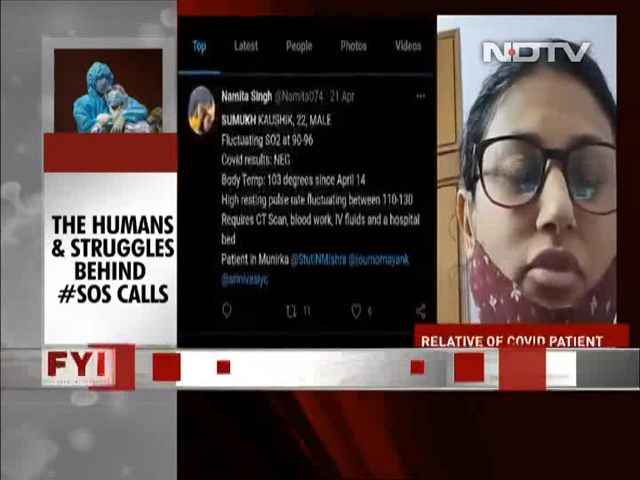 NDTV
Top Latest People Photos Videos
Namita Singh @Namita074 · 21 Apr
SUMUKH KAUSHIK, 22, MALE
Fluctuating SO2 at 90-96
Covid results: NEG
Body Temp: 103 degrees since April 14
High resting pulse rate fluctuating between 110-130
Requires CT Scan, blood work, IV fluids and a hospital
bed
Patient in Munirka @StutiNMishra @journomayank
@srinivasiyc
11
6
THE HUMANS
& STRUGGLES
BEHIND
#SOS CALLS
RELATIVE OF COVID PATIENT
FYI